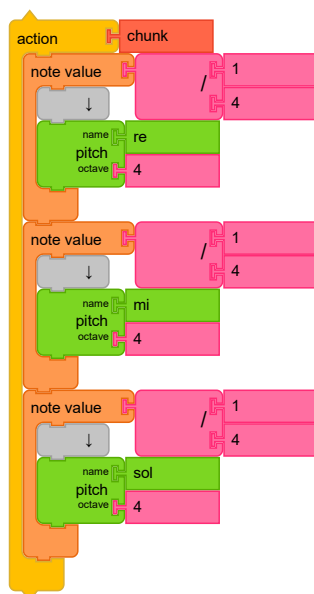 action chunk
note value / 1
4
↓
name re
pitch
octave 4
note value / 1
4
↓
name mi
pitch
octave 4
note value / 1
4
↓
name sol
pitch
octave 4